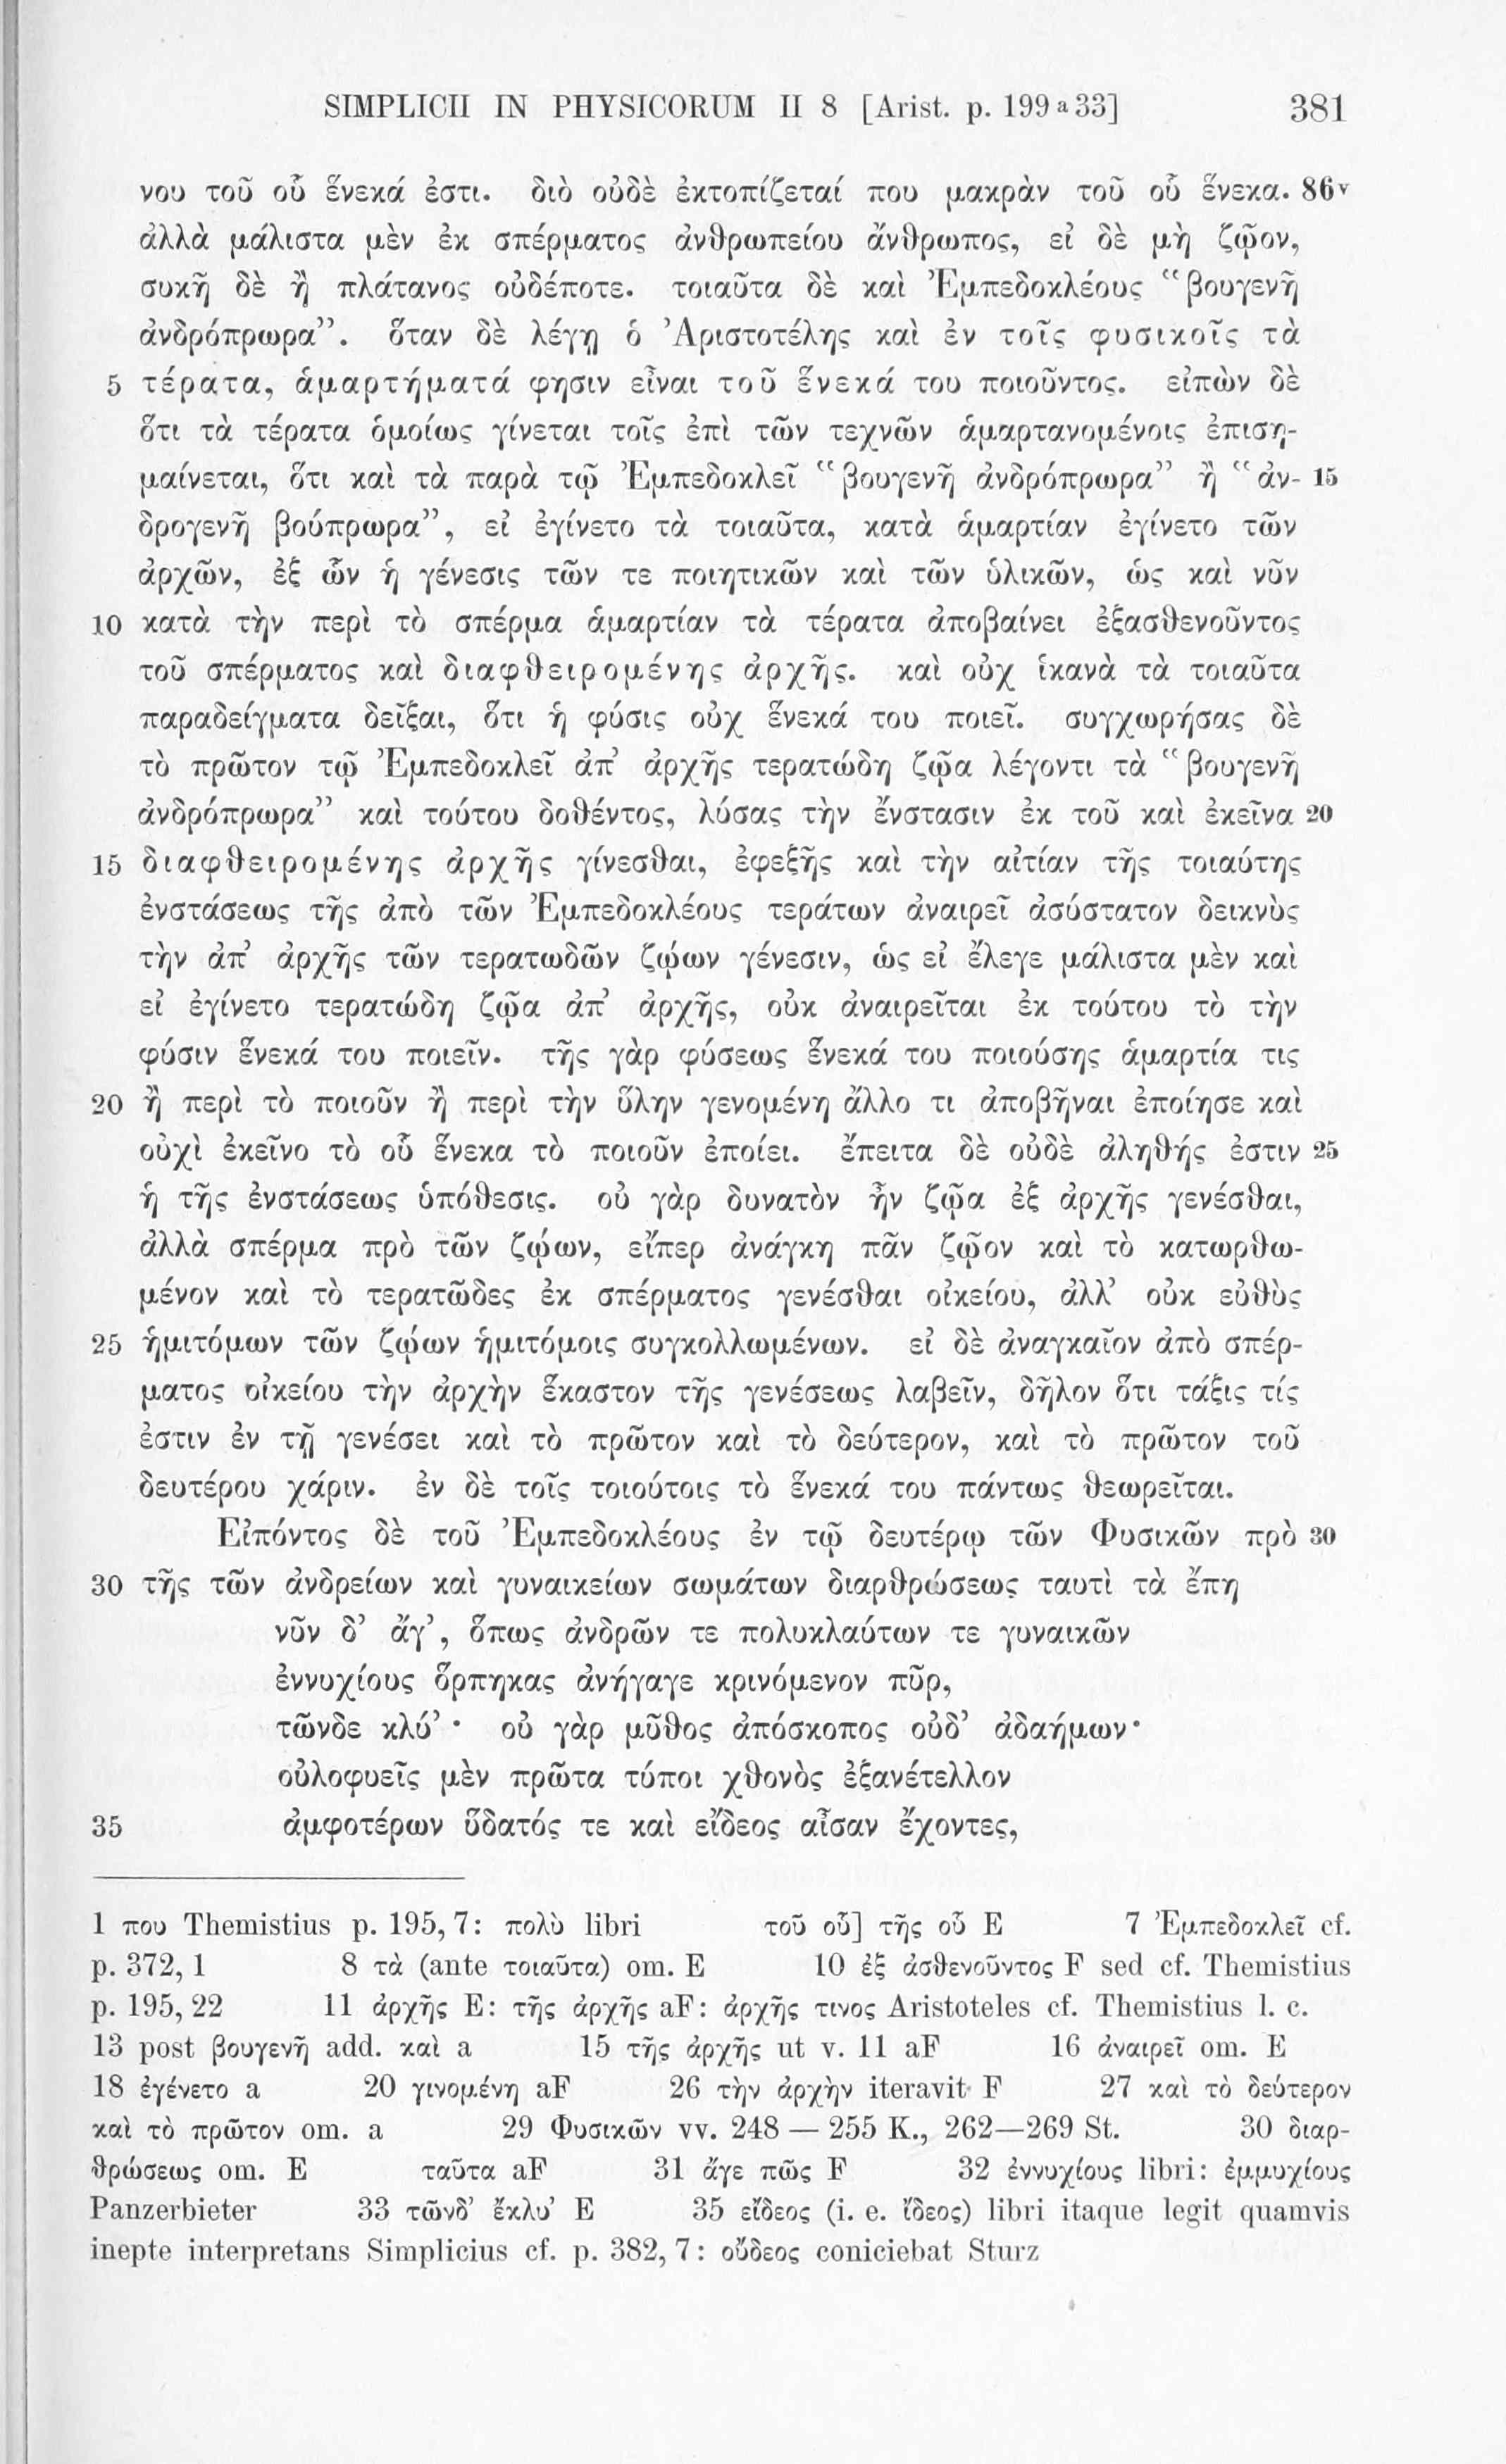 SIMPLICII IN PHYSICORUM II 8 [Arist. p. 199 a 33] 381
νου τοῦ οὗ ἕνεκά ἐστι. διὸ οὐδὲ ἐκτοπίζεταί που μακρὰν τοῦ οὗ ἕνεκα. 86v
ἀλλὰ μάλιστα μὲν ἐκ σπέρματος ἀνθρωπείου ἄνθρωπος, εἰ δὲ μὴ ζῷον,
συκῆ δὲ ἢ πλάτανος οὐδέποτε. τοιαῦτα δὲ καὶ Ἐμπεδοκλέους “βουγενῆ
ἀνδρόπρωρα”. ὅταν δὲ λέγῃ ὁ Ἀριστοτέλης καὶ ἐν τοῖς φυσικοῖς τὰ
5 τέρατα, ἁμαρτήματά φησιν εἶναι τοῦ ἕνεκά του ποιοῦντος. εἰπὼν δὲ
ὅτι τὰ τέρατα ὁμοίως γίνεται τοῖς ἐπὶ τῶν τεχνῶν ἁμαρτανομένοις ἐπιση-
μαίνεται, ὅτι καὶ τὰ παρὰ τῷ Ἐμπεδοκλεῖ “βουγενῆ ἀνδρόπρωρα” ἢ “ἀν- 15
δρογενῆ βούπρωρα”, εἰ ἐγίνετο τὰ τοιαῦτα, κατὰ ἁμαρτίαν ἐγίνετο τῶν
ἀρχῶν, ἐξ ὧν ἡ γένεσις τῶν τε ποιητικῶν καὶ τῶν ὑλικῶν, ὡς καὶ νῦν
10 κατὰ τὴν περὶ τὸ σπέρμα ἁμαρτίαν τὰ τέρατα ἀποβαίνει ἐξασθενοῦντος
τοῦ σπέρματος καὶ διαφθειρομένης ἀρχῆς. καὶ οὐχ ἱκανὰ τὰ τοιαῦτα
παραδείγματα δεῖξαι, ὅτι ἡ φύσις οὐχ ἕνεκά του ποιεῖ. συγχωρήσας δὲ
τὸ πρῶτον τῷ Ἐμπεδοκλεῖ ἀπ’ ἀρχῆς τερατώδη ζῷα λέγοντι τὰ “βουγενῆ
ἀνδρόπρωρα” καὶ τούτου δοθέντος, λύσας τὴν ἔνστασιν ἐκ τοῦ καὶ ἐκεῖνα 20
15 διαφθειρομένης ἀρχῆς γίνεσθαι, ἐφεξῆς καὶ τὴν αἰτίαν τῆς τοιαύτης
ἐνστάσεως τῆς ἀπὸ τῶν Ἐμπεδοκλέους τεράτων ἀναιρεῖ ἀσύστατον δεικνὺς
τὴν ἀπ’ ἀρχῆς τῶν τερατωδῶν ζῴων γένεσιν, ὡς εἰ ἔλεγε μάλιστα μὲν καὶ
εἰ ἐγίνετο τερατώδη ζῷα ἀπ’ ἀρχῆς, οὐκ ἀναιρεῖται ἐκ τούτου τὸ τὴν
φύσιν ἕνεκά του ποιεῖν. τῆς γὰρ φύσεως ἕνεκά του ποιούσης ἁμαρτία τις
20 ἢ περὶ τὸ ποιοῦν ἢ περὶ τὴν ὕλην γενομένη ἄλλο τι ἀποβῆναι ἐποίησε καὶ
οὐχὶ ἐκεῖνο τὸ οὗ ἕνεκα τὸ ποιοῦν ἐποίει. ἔπειτα δὲ οὐδὲ ἀληθής ἐστιν 25
ἡ τῆς ἐνστάσεως ὑπόθεσις. οὐ γὰρ δυνατὸν ἦν ζῷα ἐξ ἀρχῆς γενέσθαι,
ἀλλὰ σπέρμα πρὸ τῶν ζῴων, εἴπερ ἀνάγκη πᾶν ζῷον καὶ τὸ κατωρθω-
μένον καὶ τὸ τερατῶδες ἐκ σπέρματος γενέσθαι οἰκείου, ἀλλ’ οὐκ εὐθὺς
25 ἡμιτόμων τῶν ζῴων ἡμιτόμοις συγκολλωμένων. εἰ δὲ ἀναγκαῖον ἀπὸ σπέρ-
ματος οἰκείου τὴν ἀρχὴν ἕκαστον τῆς γενέσεως λαβεῖν, δῆλον ὅτι τάξις τίς
ἐστιν ἐν τῇ γενέσει καὶ τὸ πρῶτον καὶ τὸ δεύτερον, καὶ τὸ πρῶτον τοῦ
δευτέρου χάριν. ἐν δὲ τοῖς τοιούτοις τὸ ἕνεκά του πάντως θεωρεῖται.
Εἰπόντος δὲ τοῦ Ἐμπεδοκλέους ἐν τῷ δευτέρῳ τῶν Φυσικῶν πρὸ 30
30 τῆς τῶν ἀνδρείων καὶ γυναικείων σωμάτων διαρθρώσεως ταυτὶ τὰ ἔπη
νῦν δ’ ἄγ’, ὅπως ἀνδρῶν τε πολυκλαύτων τε γυναικῶν
ἐννυχίους ὅρπηκας ἀνήγαγε κρινόμενον πῦρ,
τῶνδε κλύ’· οὐ γὰρ μῦθος ἀπόσκοπος οὐδ’ ἀδαήμων·
οὐλοφυεῖς μὲν πρῶτα τύποι χθονὸς ἐξανέτελλον
35 ἀμφοτέρων ὕδατός τε καὶ εἴδεος αἶσαν ἔχοντες,
1 που Themistius p. 195, 7: πολὺ libri τοῦ οὗ] τῆς οὗ E 7 Ἐμπεδοκλεῖ cf.
p. 372, 1 8 τὰ (ante τοιαῦτα) om. E 10 ἐξ ἀσθενοῦντος F sed cf. Themistius
p. 195, 22 11 ἀρχῆς E: τῆς ἀρχῆς aF: ἀρχῆς τινος Aristoteles cf. Themistius l. c.
13 post βουγενῆ add. καὶ a 15 τῆς ἀρχῆς ut v. 11 aF 16 ἀναιρεῖ om. E
18 ἐγένετο a 20 γινομένη aF 26 τὴν ἀρχὴν iteravit F 27 καὶ τὸ δεύτερον
καὶ τὸ πρῶτον om. a 29 Φυσικῶν vv. 248 — 255 K., 262—269 St. 30 διαρ-
θρώσεως om. E ταῦτα aF 31 ἄγε πῶς F 32 ἐννυχίους libri: ἐμμυχίους
Panzerbieter 33 τῶνδ’ ἔκλυ’ E 35 εἴδεος (i. e. ἴδεος) libri itaque legit quamvis
inepte interpretans Simplicius cf. p. 382, 7: οὔδεος coniciebat Sturz